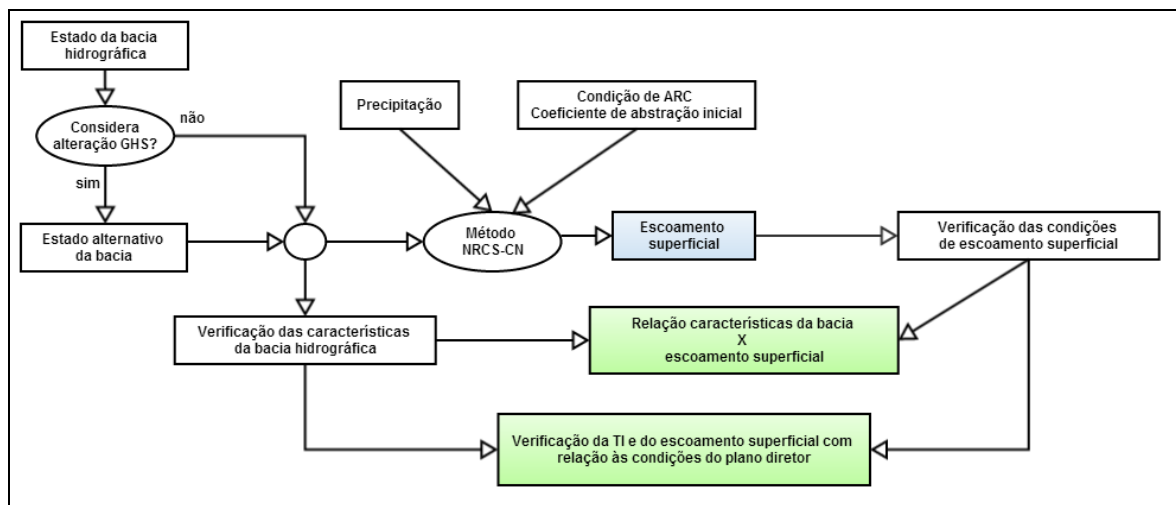 Estado da bacia
hidrográfica
Considera
alteração GHS?
não
sim
Estado alternativo
da bacia
Precipitação
Condição de ARC
Coeficiente de abstração inicial
Método
NRCS-CN
Escoamento
superficial
Verificação das condições
de escoamento superficial
Verificação das características
da bacia hidrográfica
Relação características da bacia
X
escoamento superficial
Verificação da TI e do escoamento superficial com
relação às condições do plano diretor